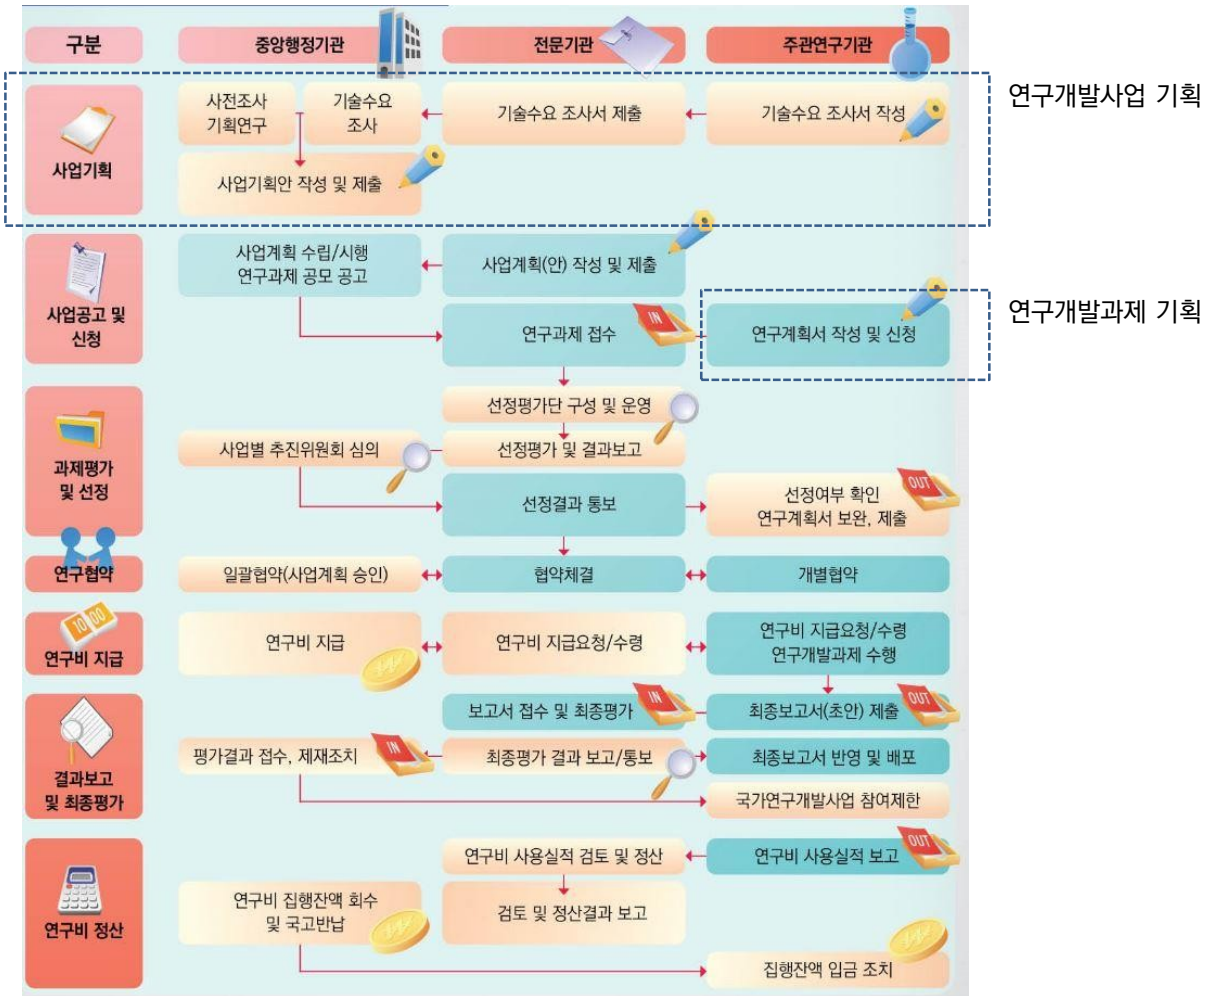 구분
중앙행정기관
전문기관
주관연구기관
연구개발사업 기획
사업기획
사전조사
기획연구
기술수요
조사
기술수요 조사서 제출
기술수요 조사서 작성
사업기획안 작성 및 제출
사업공고 및
신청
사업계획 수립/시행
연구과제 공모 공고
사업계획(안) 작성 및 제출
연구과제 접수
IN
연구계획서 작성 및 신청
연구개발과제 기획
과제평가
및 선정
선정평가단 구성 및 운영
사업별 추진위원회 심의
선정평가 및 결과보고
선정결과 통보
선정여부 확인
연구계획서 보완, 제출
OUT
연구협약
일괄협약(사업계획 승인)
협약체결
개별협약
10 00
연구비 지급
연구비 지급
연구비 지급요청/수령
연구비 지급요청/수령
연구개발과제 수행
결과보고
및 최종평가
보고서 접수 및 최종평가
IN
최종보고서(초안) 제출
OUT
평가결과 접수, 제재조치
IN
최종평가 결과 보고/통보
최종보고서 반영 및 배포
국가연구개발사업 참여제한
연구비 정산
연구비 사용실적 검토 및 정산
연구비 사용실적 보고
OUT
연구비 집행잔액 회수
및 국고반납
검토 및 정산결과 보고
집행잔액 입금 조치